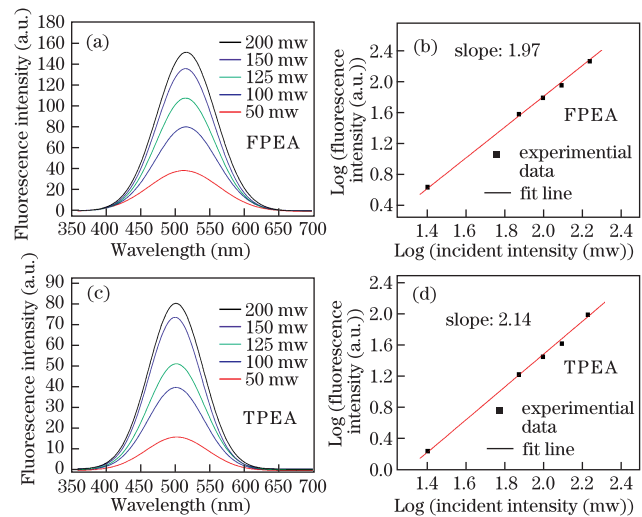 (a)
Fluorescence intensity (a.u.)
180
160
140
120
100
80
60
40
20
0
200 mw
150 mw
125 mw
100 mw
50 mw
FPEA
350 400 450 500 550 600 650 700
Wavelength (nm)
(b)
slope: 1.97
Log (fluorescence
intensity (a.u.))
2.4
2.0
1.6
1.2
0.8
0.4
FPEA
experimental
data
fit line
1.4 1.6 1.8 2.0 2.2 2.4
Log (incident intensity (mw))
(c)
Fluorescence intensity (a.u.)
90
80
70
60
50
40
30
20
10
0
200 mw
150 mw
125 mw
100 mw
50 mw
TPEA
350 400 450 500 550 600 650 700
Wavelength (nm)
(d)
slope: 2.14
Log (fluorescence
intensity (a.u.))
2.4
2.0
1.6
1.2
0.8
0.4
0.0
TPEA
experimental
data
fit line
1.4 1.6 1.8 2.0 2.2 2.4
Log (incident intensity (mw))